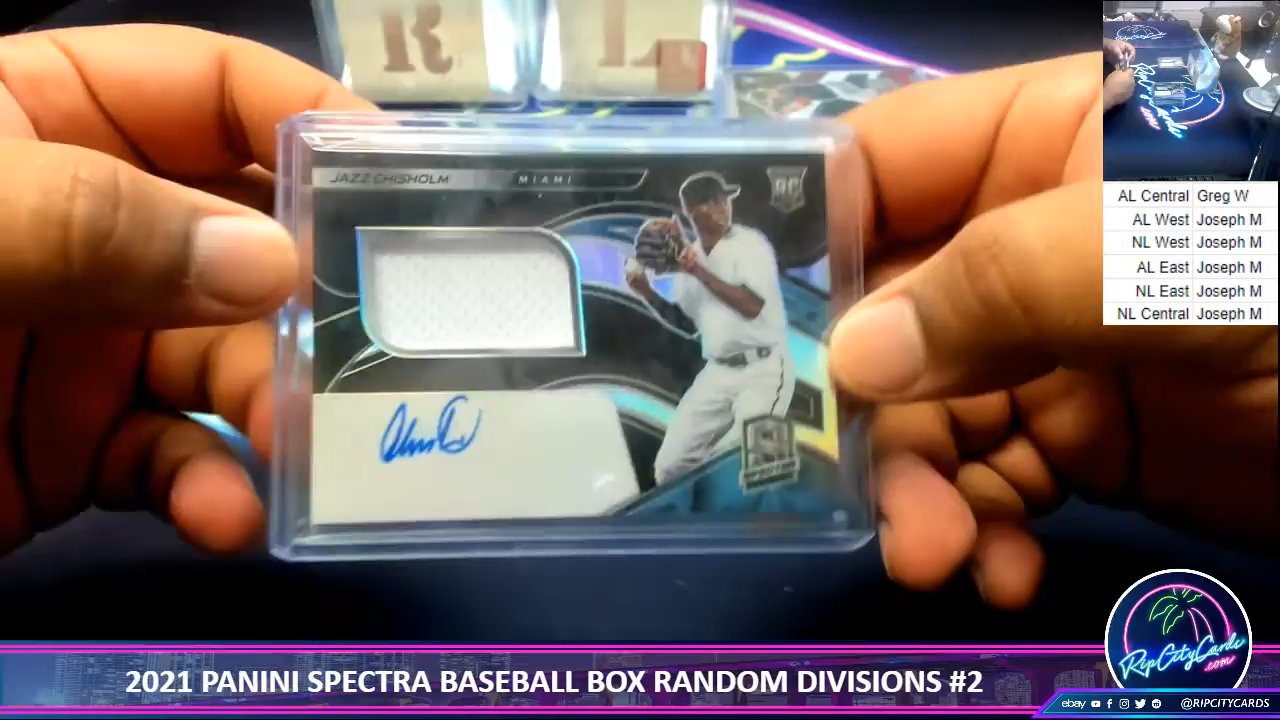 R L
JAZZ CHISHOLM MIAMI RC
AL Central Greg W
AL West Joseph M
NL West Joseph M
AL East Joseph M
NL East Joseph M
NL Central Joseph M
SPECTRA
2021 PANINI SPECTRA BASEBALL BOX RANDOM DIVISIONS #2
RipCityCards
.com
ebay @RIPCITYCARDS